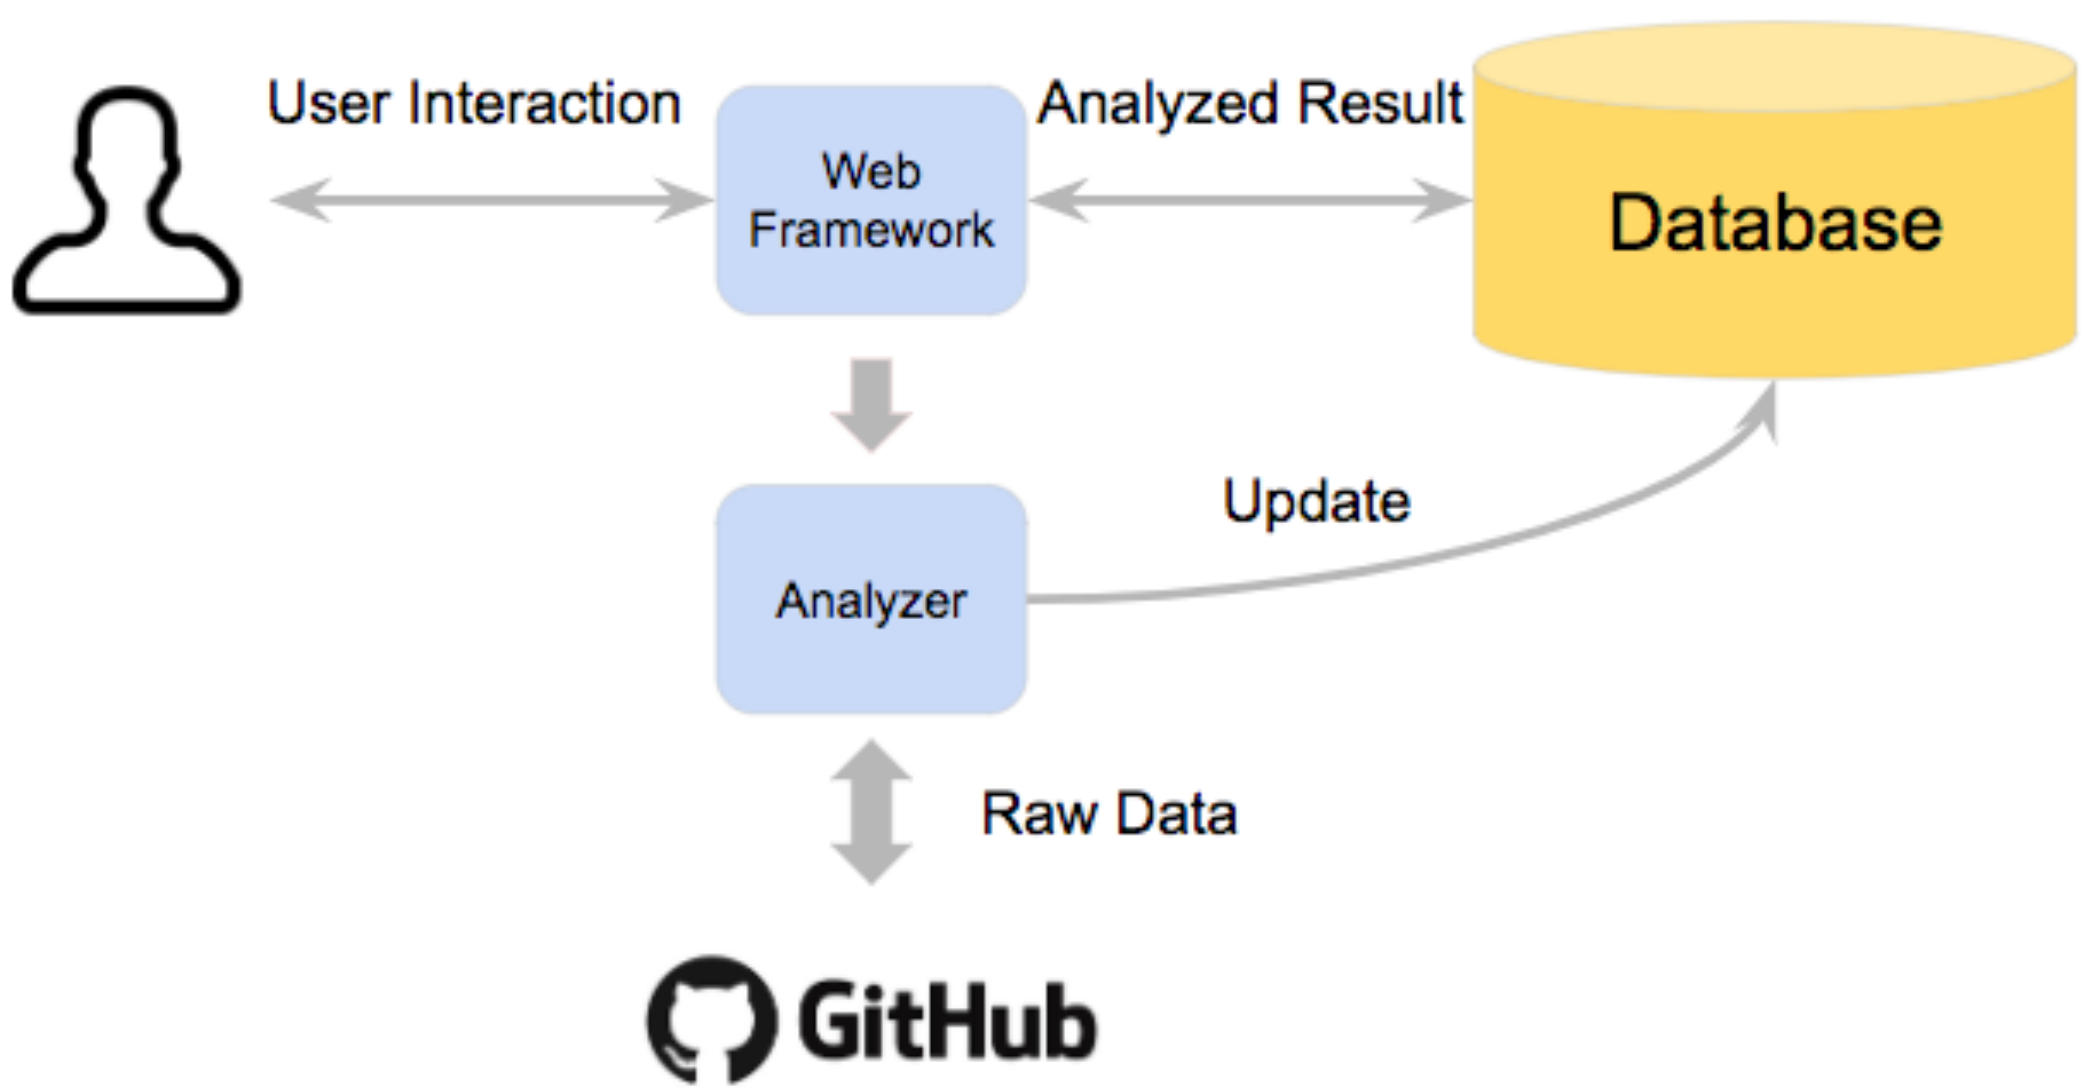 User Interaction
Analyzed Result
Web
Framework
Database
Update
Analyzer
Raw Data
GitHub